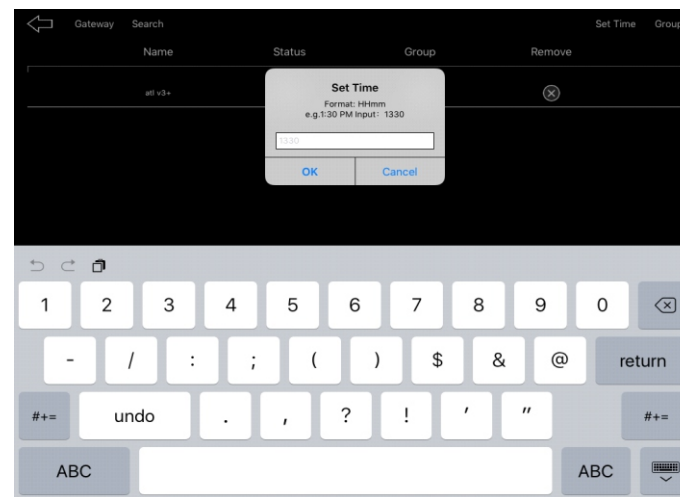 Gateway Search Set Time Group
Name Status Group Remove
atl v3+
Set Time
Format: HHmm
e.g.1:30 PM Input: 1330
1330
OK Cancel
1 2 3 4 5 6 7 8 9 0
- / : ; ( ) $ & @ return
#+= undo . , ? ! ' " #+=
ABC ABC